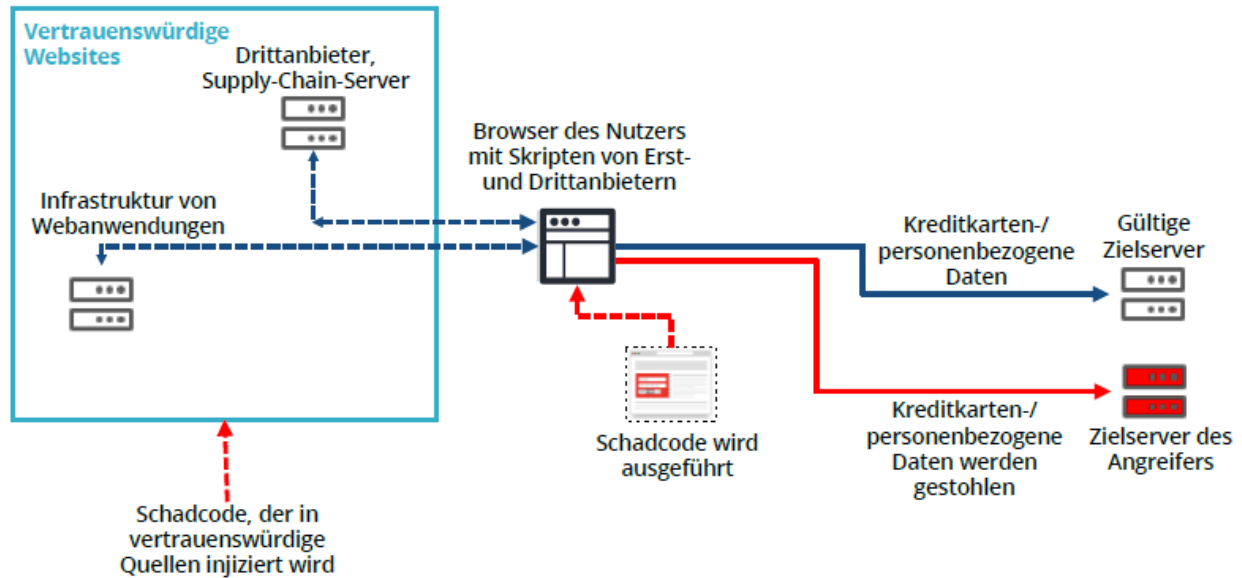 Vertrauenswürdige
Websites
Drittanbieter,
Supply-Chain-Server
Browser des Nutzers
mit Skripten von Erst-
und Drittanbietern
Infrastruktur von
Webanwendungen
Kreditkarten-/
personenbezogene
Daten
Gültige
Zielserver
Schadcode wird
ausgeführt
Kreditkarten-/
personenbezogene
Daten werden
gestohlen
Zielserver des
Angreifers
Schadcode, der in
vertrauenswürdige
Quellen injiziert wird